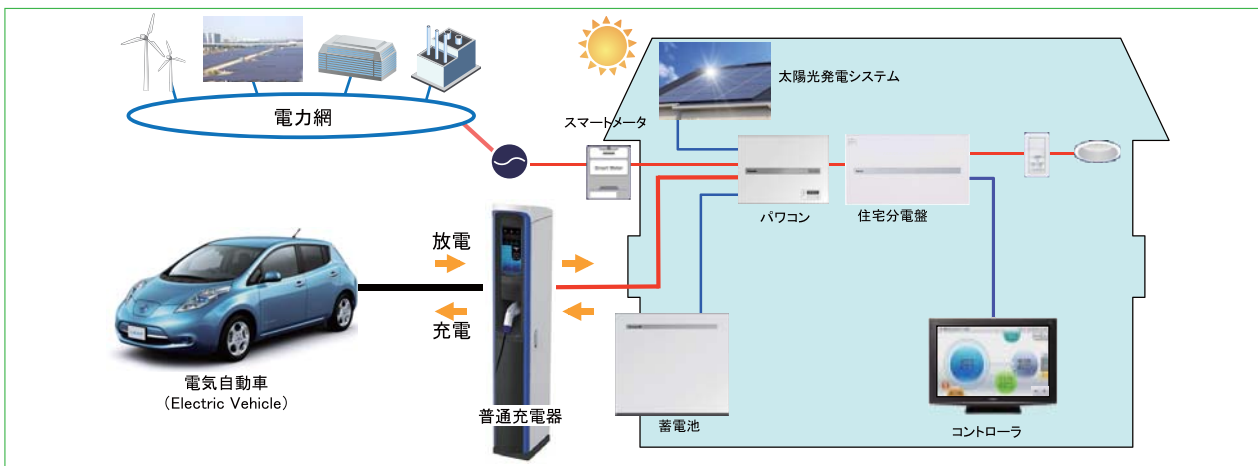 電力網
スマートメータ
Smart Meter
太陽光発電システム
パワコン
住宅分電盤
放電
充電
電気自動車
(Electric Vehicle)
普通充電器
蓄電池
コントローラ